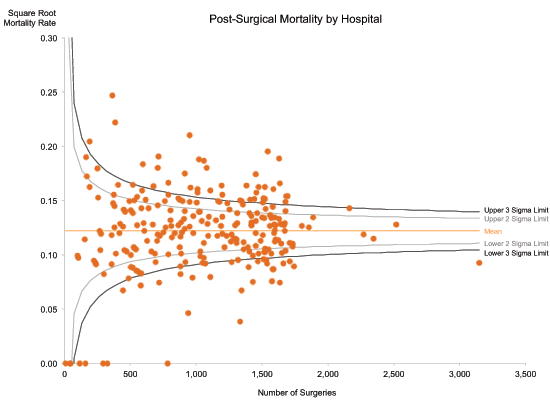 Square Root
Mortality Rate
Post-Surgical Mortality by Hospital
0.30
0.25
0.20
0.15
0.10
0.05
0.00
Upper 3 Sigma Limit
Upper 2 Sigma Limit
Mean
Lower 2 Sigma Limit
Lower 3 Sigma Limit
0 500 1,000 1,500 2,000 2,500 3,000 3,500
Number of Surgeries